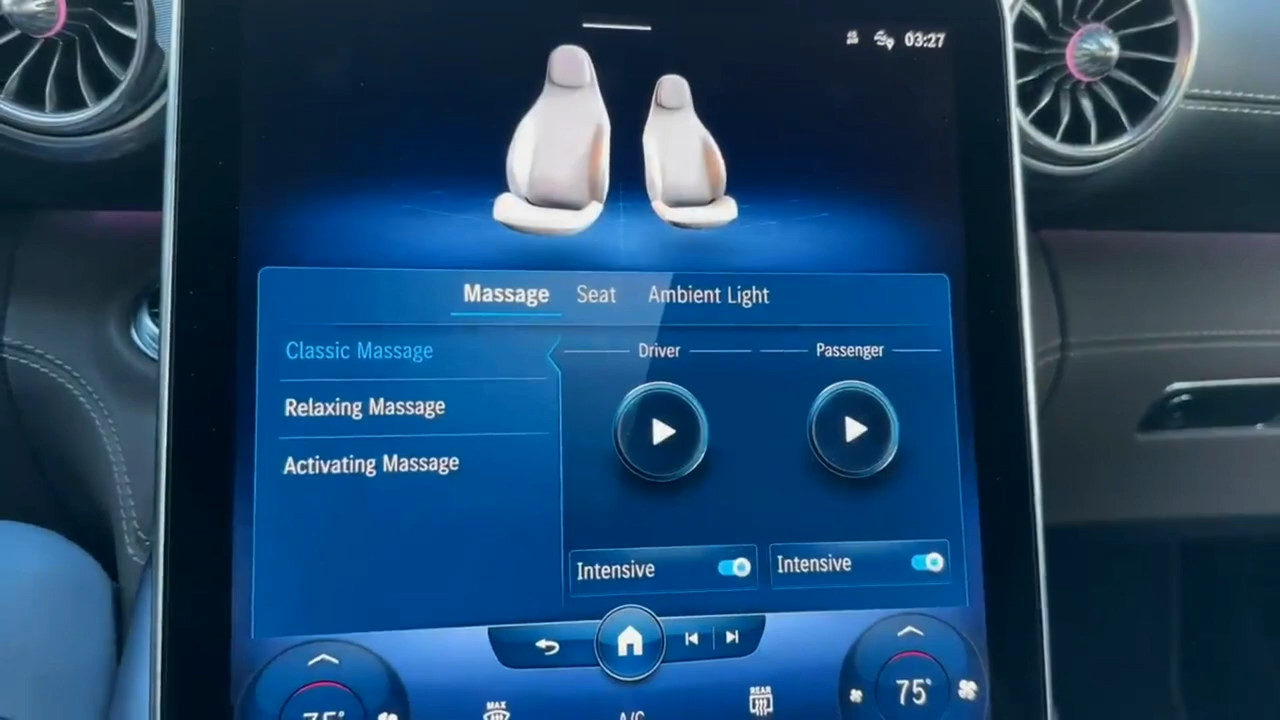 03:27
Massage Seat Ambient Light
Classic Massage
Relaxing Massage
Activating Massage
Driver Passenger
Intensive Intensive
75°
75°
MAX
A/C
REAR